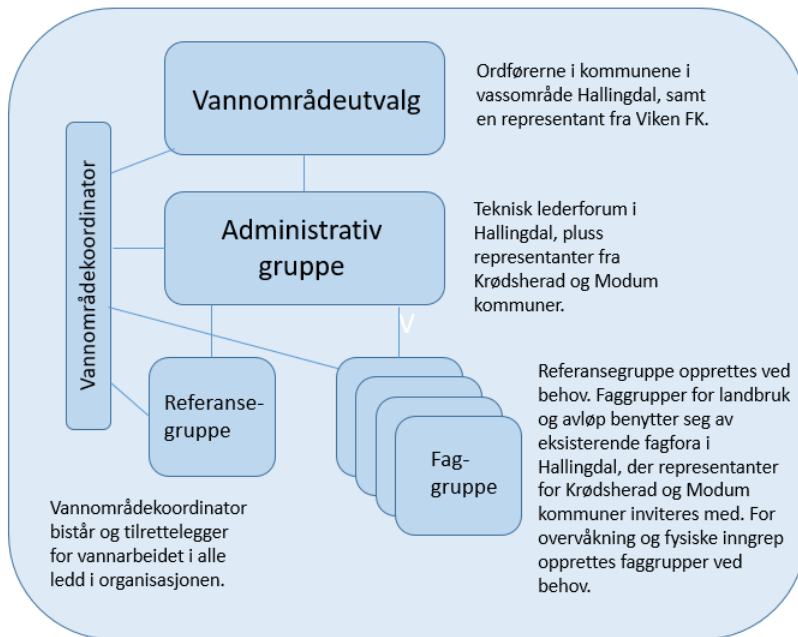 Vannområdeutvalg
Ordførerne i kommunene i
vassområde Hallingdal, samt
en representant fra Viken FK.
Vannområdekoordinator
Administrativ
gruppe
Teknisk lederforum i
Hallingdal, pluss
representanter fra
Krødsherad og Modum
kommuner.
V
Referanse-
gruppe
Fag-
gruppe
Referansegruppe opprettes ved
behov. Faggrupper for landbruk
og avløp benytter seg av
eksisterende fagfora i
Hallingdal, der representanter
for Krødsherad og Modum
kommuner inviteres med. For
overvåkning og fysiske inngrep
opprettes faggrupper ved
behov.
Vannområdekoordinator
bistår og tilrettelegger
for vannarbeidet i alle
ledd i organisasjonen.